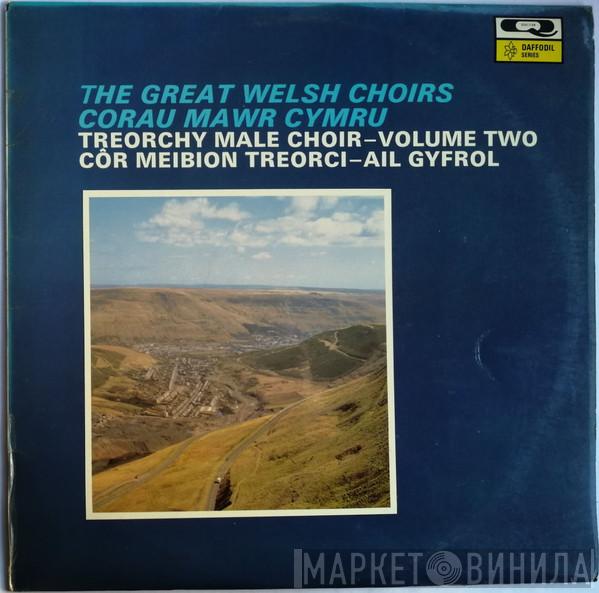 DAFFODIL
SERIES
THE GREAT WELSH CHOIRS
CORAU MAWR CYMRU
TREORCHY MALE CHOIR–VOLUME TWO
CÔR MEIBION TREORCI–AIL GYFROL
МАРКЕТ ВИНИЛА